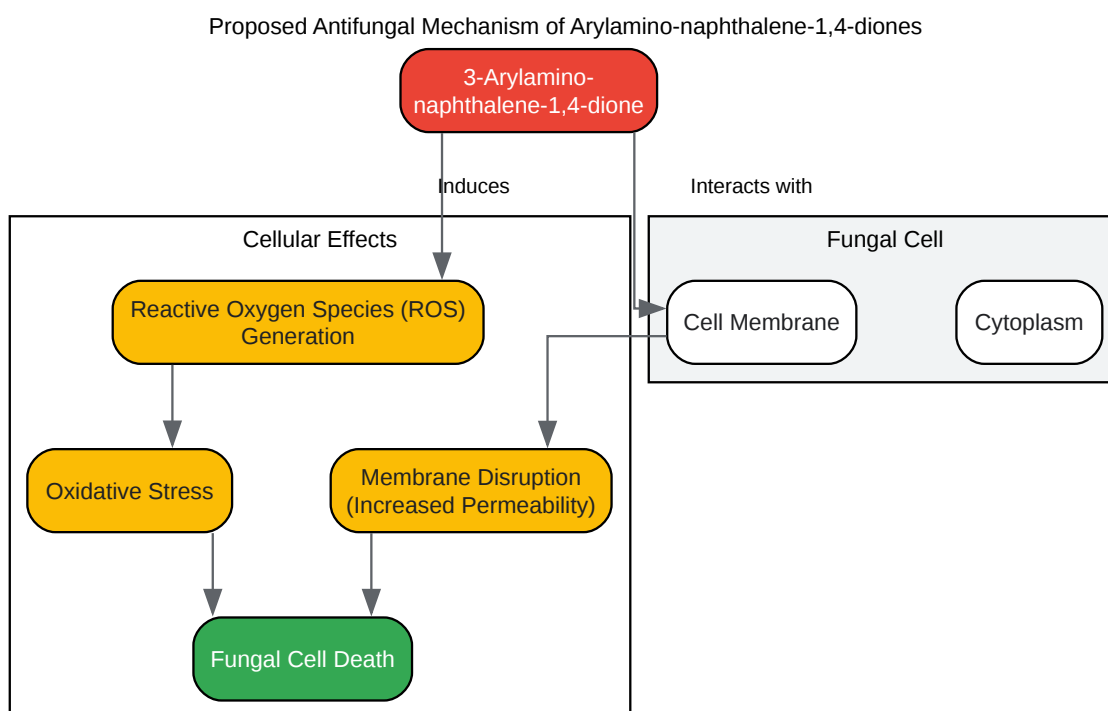 Proposed Antifungal Mechanism of Arylamino-naphthalene-1,4-diones
3-Arylamino-
naphthalene-1,4-dione
Induces
Interacts with
Cellular Effects
Fungal Cell
Reactive Oxygen Species (ROS)
Generation
Cell Membrane
Cytoplasm
Oxidative Stress
Membrane Disruption
(Increased Permeability)
Fungal Cell Death